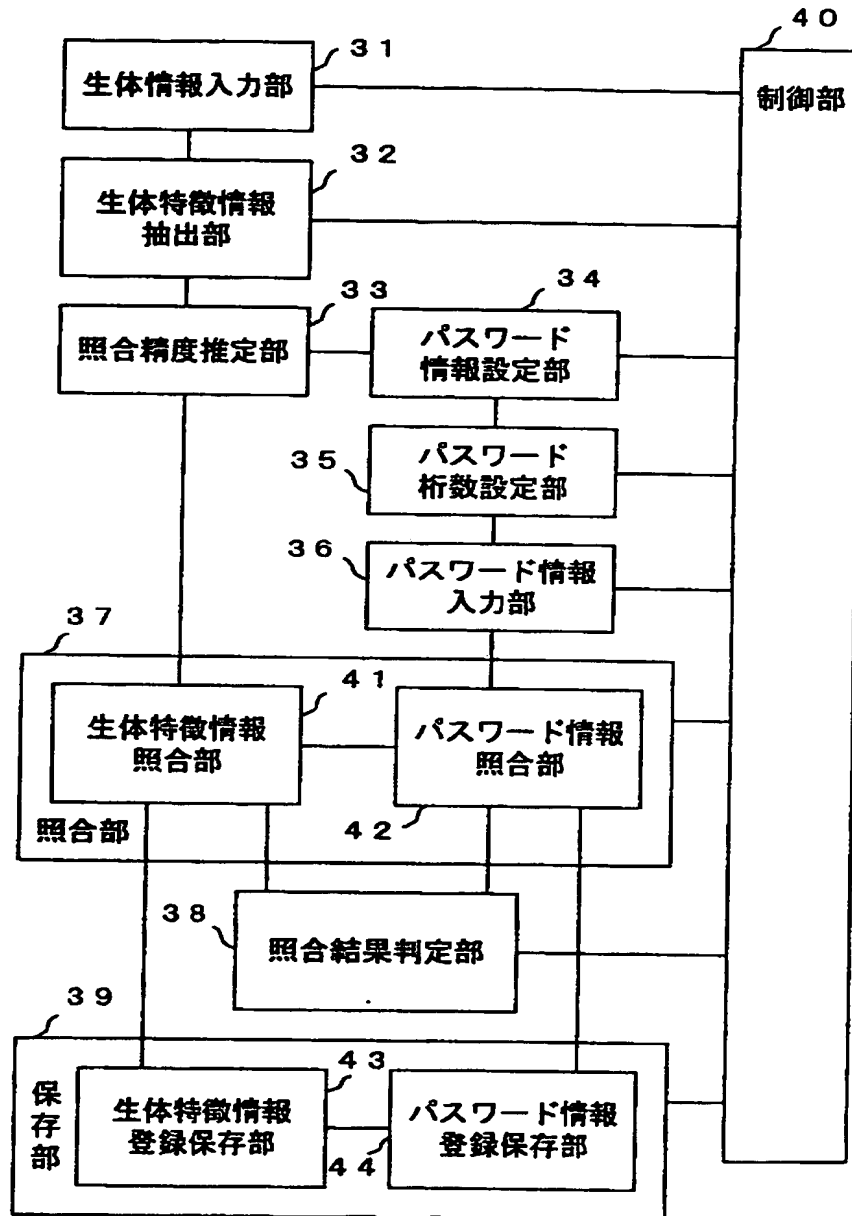 40
31
生体情報入力部
制御部
32
生体特徴情報
抽出部
33
照合精度推定部
34
パスワード
情報設定部
35
パスワード
桁数設定部
36
パスワード情報
入力部
37
41
生体特徴情報
照合部
パスワード情報
照合部
42
照合部
38
照合結果判定部
39
保存部
43
生体特徴情報
登録保存部
44
パスワード情報
登録保存部